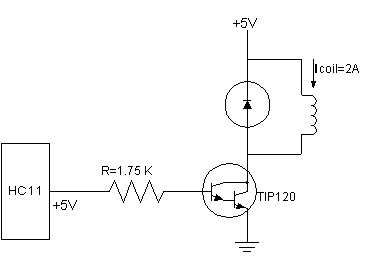 +5V
Icoil=2A
R=1.75 K
HC11
+5V
TIP120